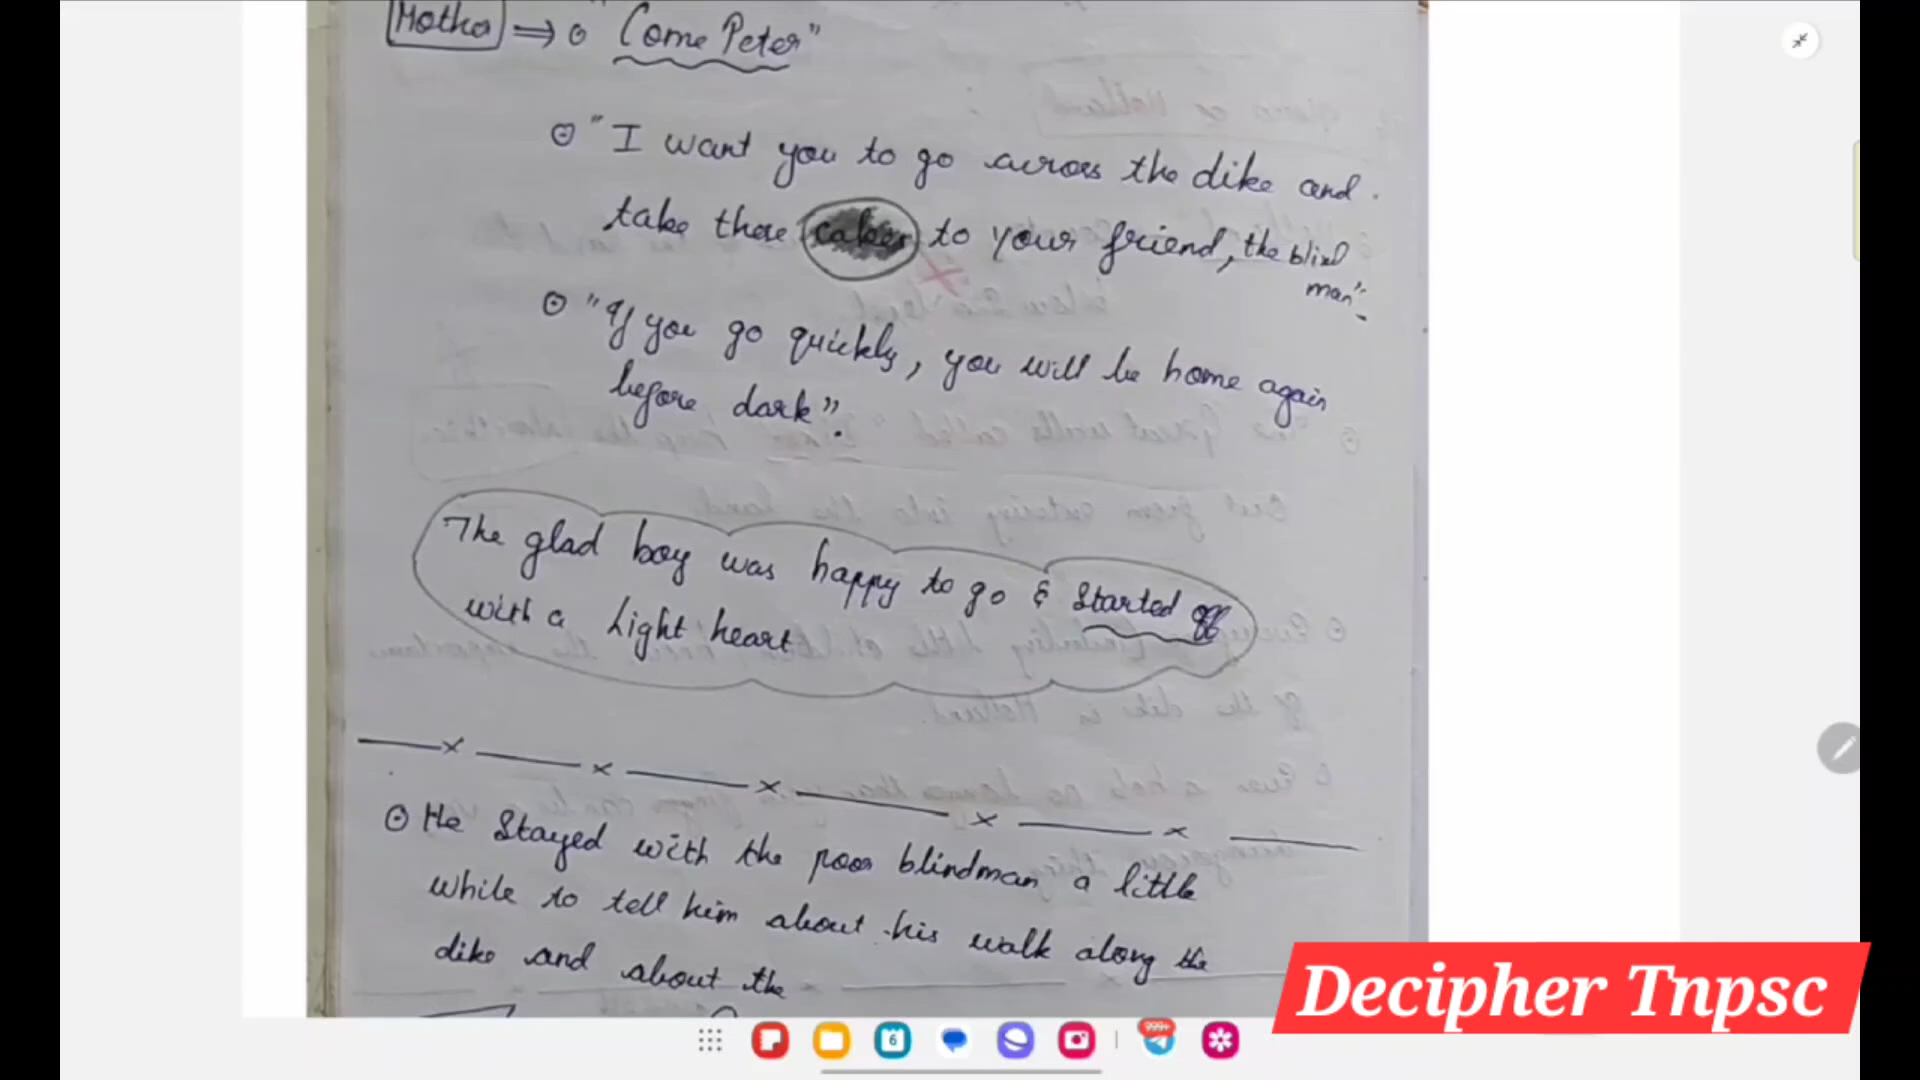 Mother ⇒ ⊙ "Come Peter"
⊙ "I want you to go across the dike and
take these cakes to your friend, the blind
man".
⊙ "If you go quickly, you will be home again
before dark".
The glad boy was happy to go & Started off
with a light heart
⊙ He Stayed with the poor blindman a little
while to tell him about his walk along the
dike and about the
Decipher Tnpsc
6
999+